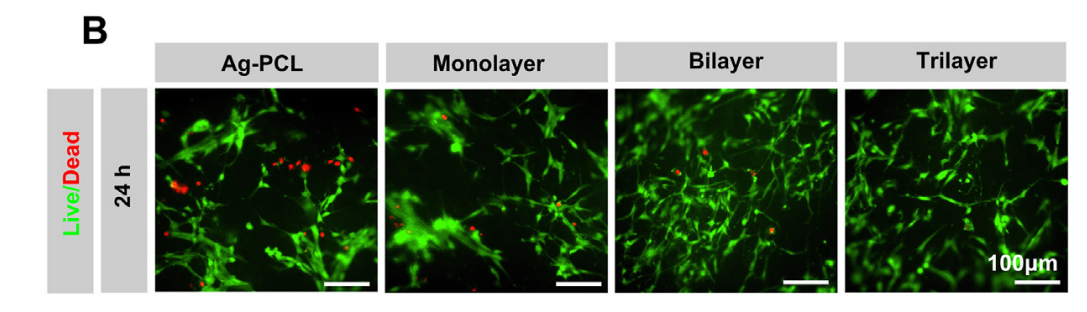 B
Ag-PCL
Monolayer
Bilayer
Trilayer
Live/Dead
24 h
100μm